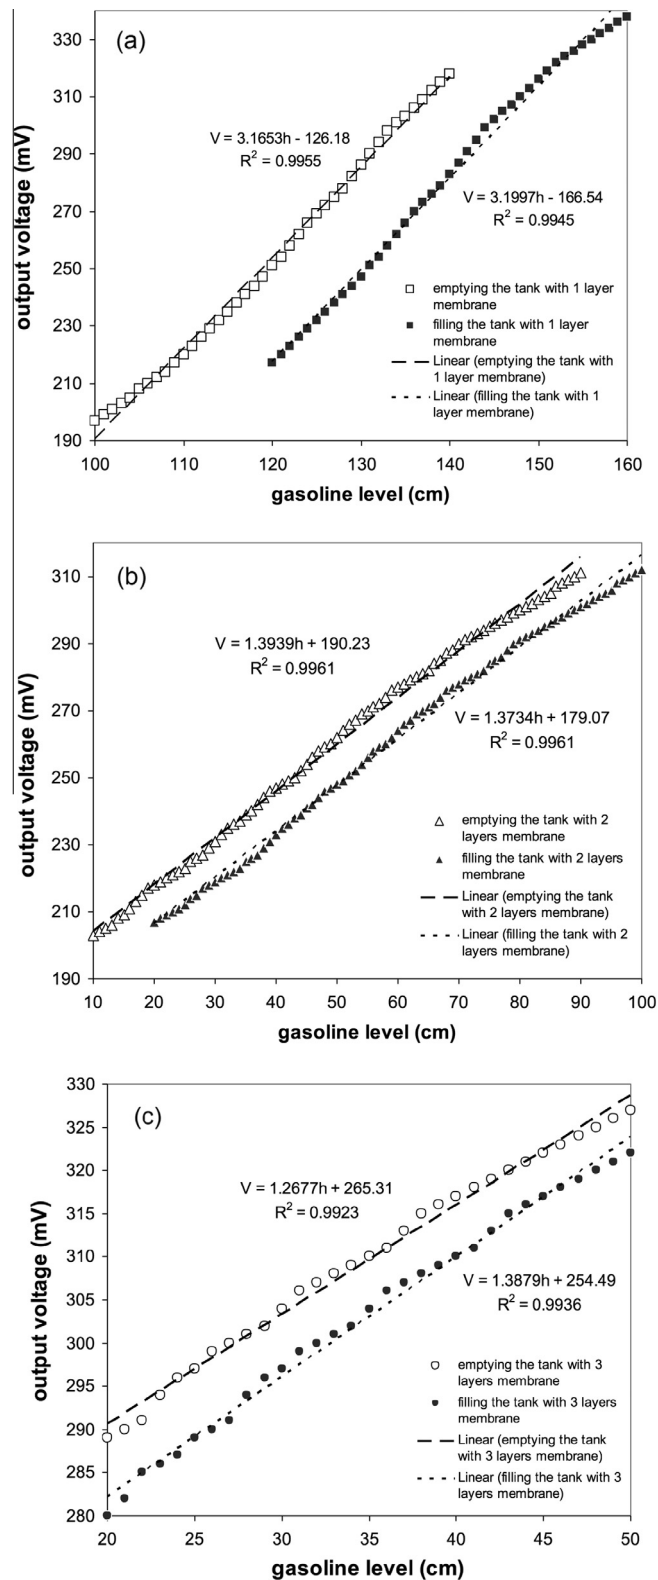 (a)
output voltage (mV)
330
310
290
270
250
230
210
190
V = 3.1653h - 126.18
R² = 0.9955
V = 3.1997h - 166.54
R² = 0.9945
emptying the tank with 1 layer
membrane
filling the tank with 1 layer
membrane
Linear (emptying the tank with
1 layer membrane)
Linear (filling the tank with 1
layer membrane)
100 110 120 130 140 150 160
gasoline level (cm)
(b)
output voltage (mV)
310
290
270
250
230
210
190
V = 1.3939h + 190.23
R² = 0.9961
V = 1.3734h + 179.07
R² = 0.9961
emptying the tank with 2
layers membrane
filling the tank with 2 layers
membrane
Linear (emptying the tank
with 2 layers membrane)
Linear (filling the tank with 2
layers membrane)
10 20 30 40 50 60 70 80 90 100
gasoline level (cm)
(c)
output voltage (mV)
330
325
320
315
310
305
300
295
290
285
280
V = 1.2677h + 265.31
R² = 0.9923
V = 1.3879h + 254.49
R² = 0.9936
emptying the tank with 3
layers membrane
filling the tank with 3 layers
membrane
Linear (emptying the tank
with 3 layers membrane)
Linear (filling the tank with 3
layers membrane)
20 25 30 35 40 45 50
gasoline level (cm)